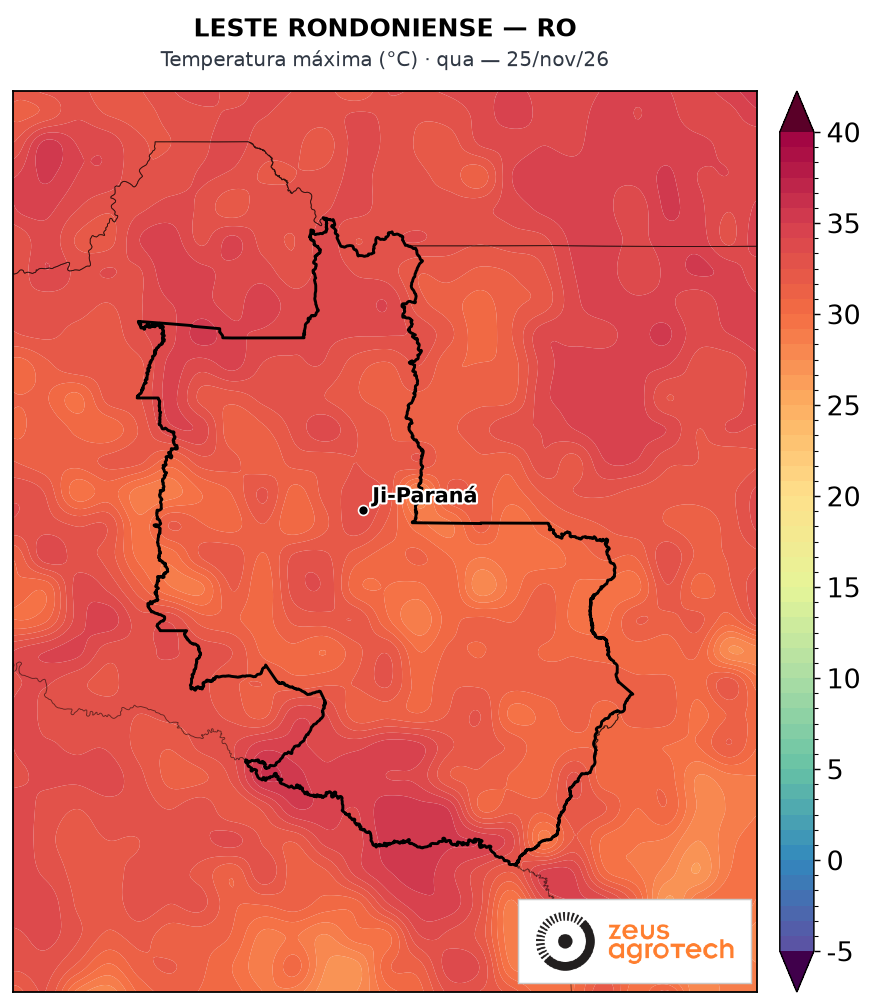 LESTE RONDONIENSE — RO
Temperatura máxima (°C) · qua — 25/nov/26
40
35
30
25
20
15
10
5
0
-5
Ji-Paraná
zeus
agrotech